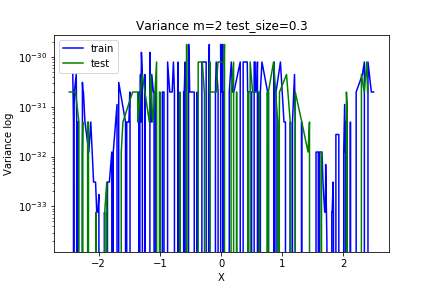 Variance m=2 test_size=0.3
train
test
Variance log
10^-30
10^-31
10^-32
10^-33
−2
−1
0
1
2
X